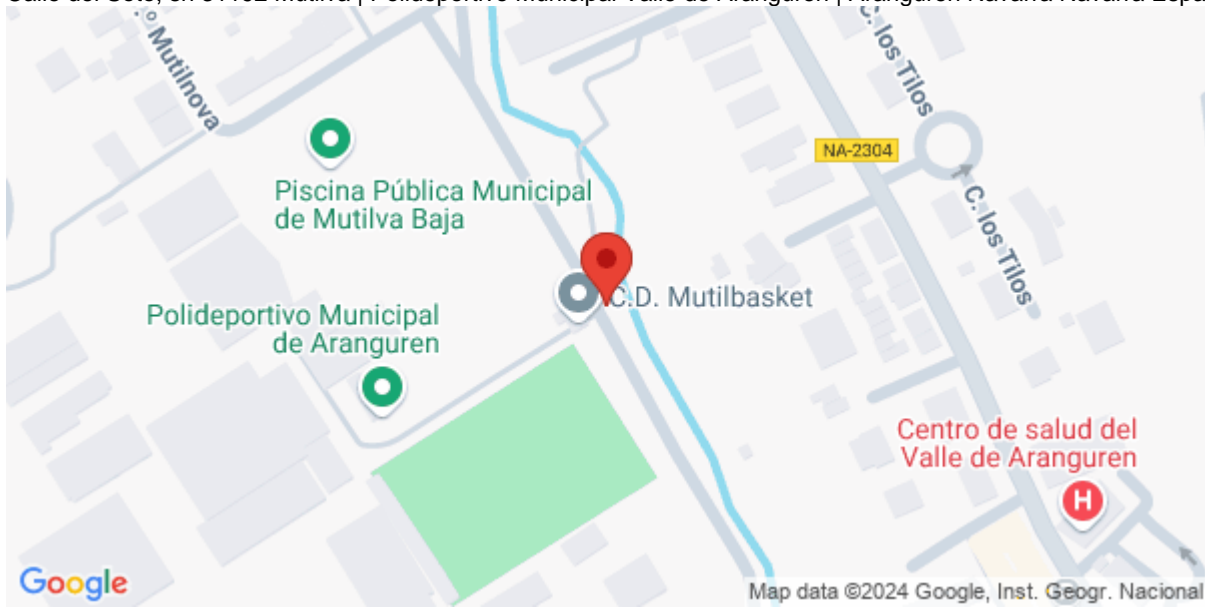 .º Mutilnova
C. los Tilos
NA-2304
Piscina Pública Municipal
de Mutilva Baja
C. los Tilos
C.D. Mutilbasket
Polideportivo Municipal
de Aranguren
Centro de salud del
Valle de Aranguren
H
Google
Map data ©2024 Google, Inst. Geogr. Nacional